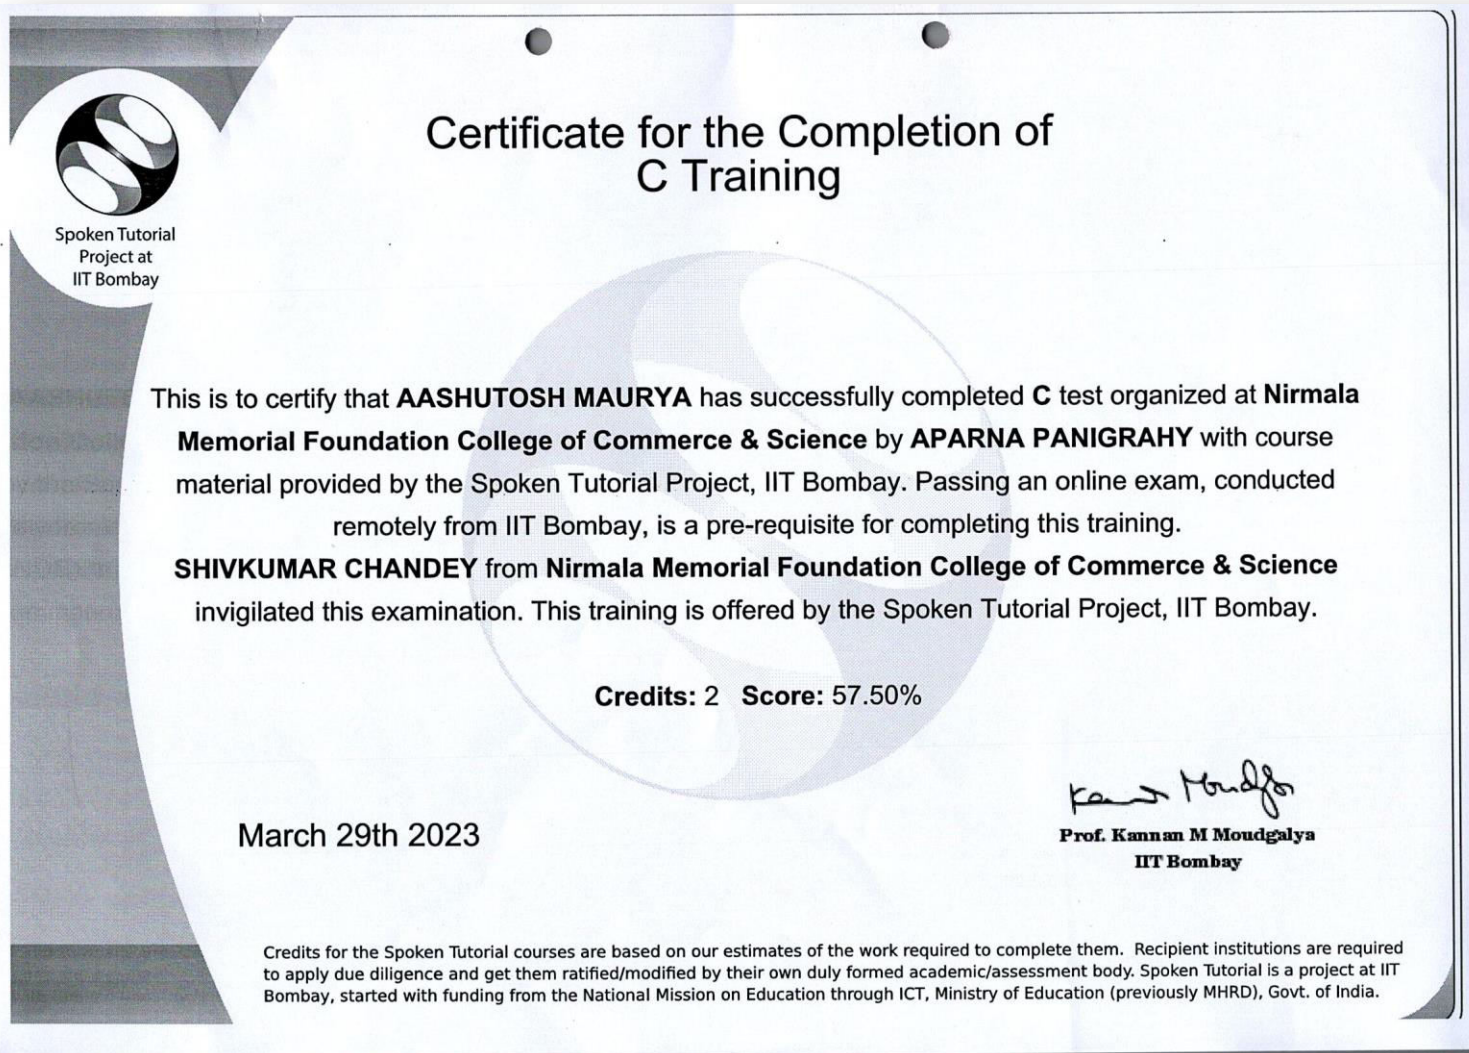 Certificate for the Completion of
C Training
Spoken Tutorial
Project at
IIT Bombay
This is to certify that AASHUTOSH MAURYA has successfully completed C test organized at Nirmala
Memorial Foundation College of Commerce & Science by APARNA PANIGRAHY with course
material provided by the Spoken Tutorial Project, IIT Bombay. Passing an online exam, conducted
remotely from IIT Bombay, is a pre-requisite for completing this training.
SHIVKUMAR CHANDEY from Nirmala Memorial Foundation College of Commerce & Science
invigilated this examination. This training is offered by the Spoken Tutorial Project, IIT Bombay.
Credits: 2 Score: 57.50%
March 29th 2023
Prof. Kannan M Moudgalya
IIT Bombay
Credits for the Spoken Tutorial courses are based on our estimates of the work required to complete them. Recipient institutions are required
to apply due diligence and get them ratified/modified by their own duly formed academic/assessment body. Spoken Tutorial is a project at IIT
Bombay, started with funding from the National Mission on Education through ICT, Ministry of Education (previously MHRD), Govt. of India.